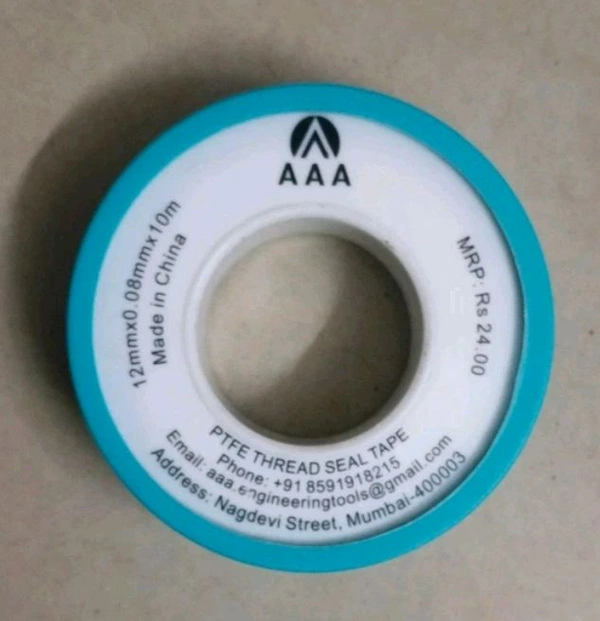 AAA
12mmx0.08mmx10m
Made in China
MRP: Rs 24.00
PTFE THREAD SEAL TAPE
Phone: +91 8591918215
Email: aaa.engineeringtools@gmail.com
Address: Nagdevi Street, Mumbai-400003